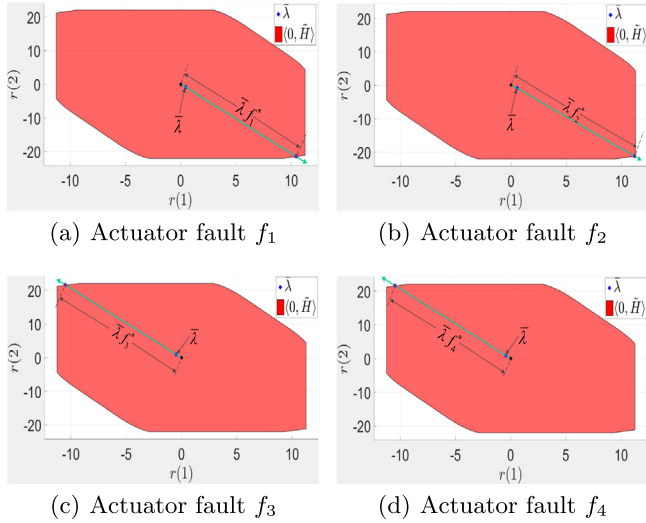 20
10
0
-10
-20
r(2)
-10 -5 0 5 10
r(1)
λ̄
⟨0, H̃⟩
λ̄ f₁*
λ̄
(a) Actuator fault f₁
20
10
0
-10
-20
r(2)
-10 -5 0 5 10
r(1)
λ̄
⟨0, H̃⟩
λ̄ f₂*
λ̄
(b) Actuator fault f₂
20
10
0
-10
-20
r(2)
-10 -5 0 5 10
r(1)
λ̄
⟨0, H̃⟩
λ̄ f₃*
λ̄
(c) Actuator fault f₃
20
10
0
-10
-20
r(2)
-10 -5 0 5 10
r(1)
λ̄
⟨0, H̃⟩
λ̄ f₄*
λ̄
(d) Actuator fault f₄